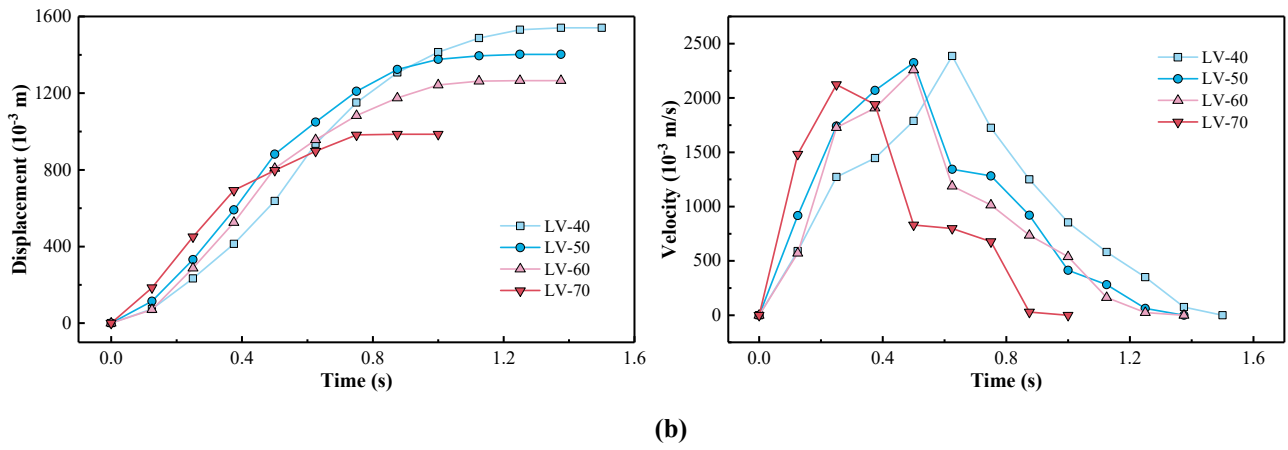 1600
1200
800
400
0
Displacement (10⁻³ m)
LV-40
LV-50
LV-60
LV-70
0.0 0.4 0.8 1.2 1.6
Time (s)
2500
2000
1500
1000
500
0
Velocity (10⁻³ m/s)
LV-40
LV-50
LV-60
LV-70
0.0 0.4 0.8 1.2 1.6
Time (s)
(b)